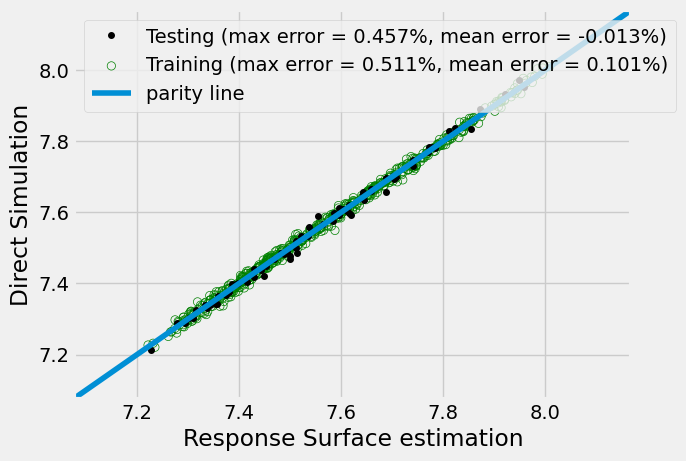 Testing (max error = 0.457%, mean error = -0.013%)
Training (max error = 0.511%, mean error = 0.101%)
parity line
8.0
7.8
7.6
7.4
7.2
Direct Simulation
7.2 7.4 7.6 7.8 8.0
Response Surface estimation